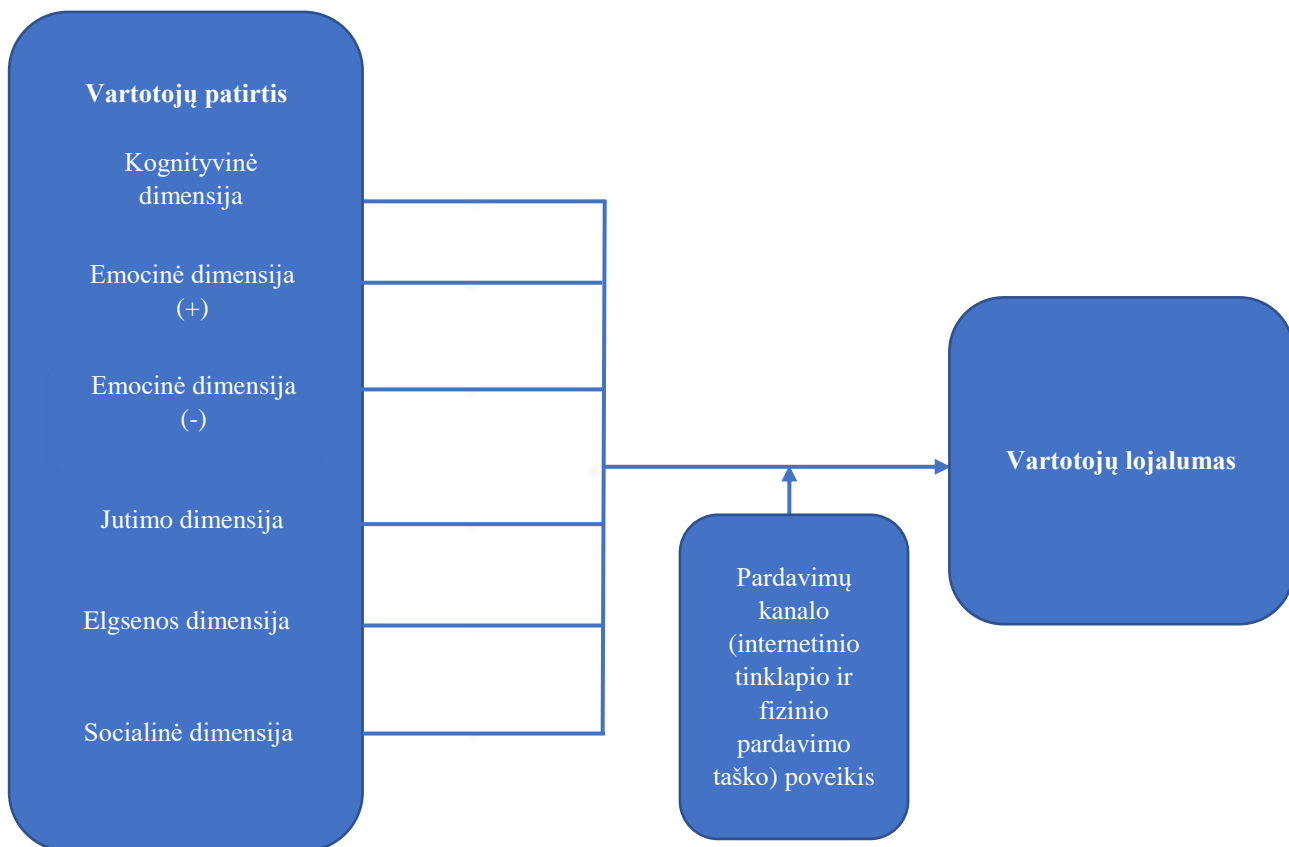 Vartotojų patirtis
Kognityvinė
dimensija
Emocinė dimensija
(+)
Emocinė dimensija
(-)
Jutimo dimensija
Elgsenos dimensija
Socialinė dimensija
Pardavimų
kanalo
(internetinio
tinklapio ir
fizinio
pardavimo
taško) poveikis
Vartotojų lojalumas